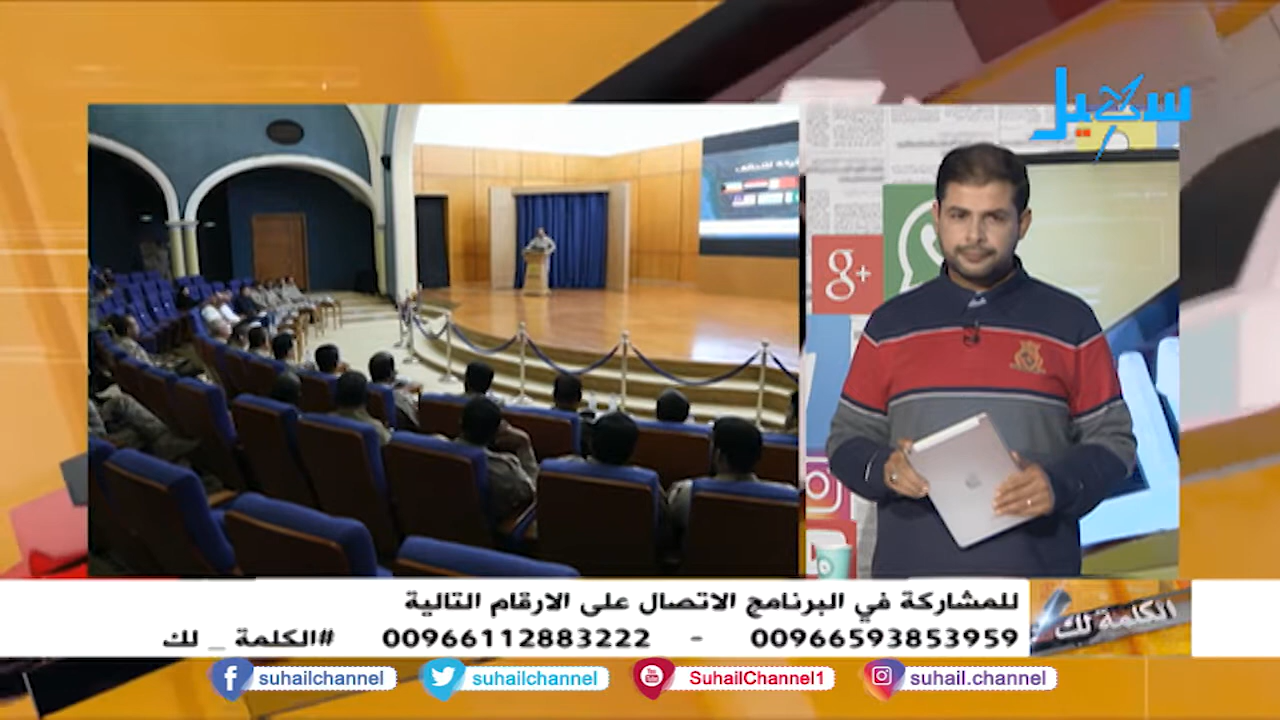 سهيل
g+
للمشاركة في البرنامج الاتصال على الارقام التالية
00966593853959 - 00966112883222 #الكلمة _ لك
الكلمة لك
suhailchannel
suhailchannel
SuhailChannel1
suhail.channel